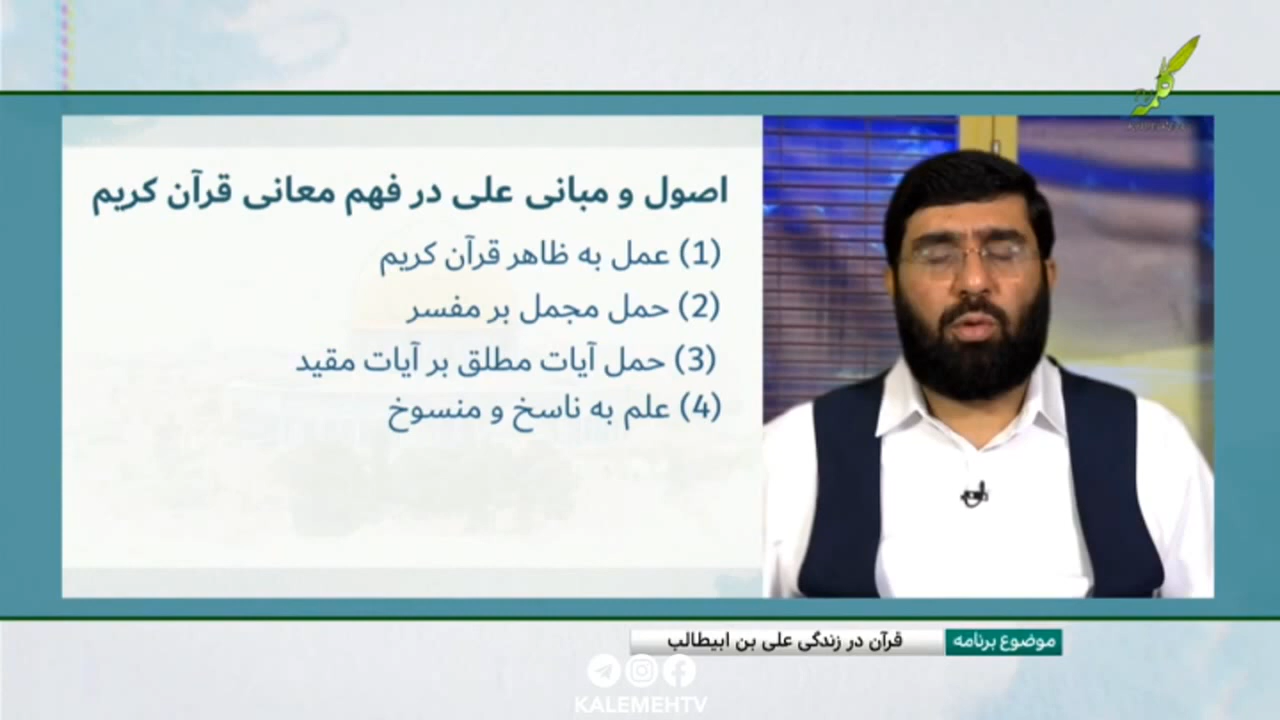 اصول و مبانی علی در فهم معانی قرآن کریم
(1) عمل به ظاهر قرآن کریم
(2) حمل مجمل بر مفسر
(3) حمل آیات مطلق بر آیات مقید
(4) علم به ناسخ و منسوخ
موضوع برنامه قرآن در زندگی علی بن ابیطالب
KALEMEHTV